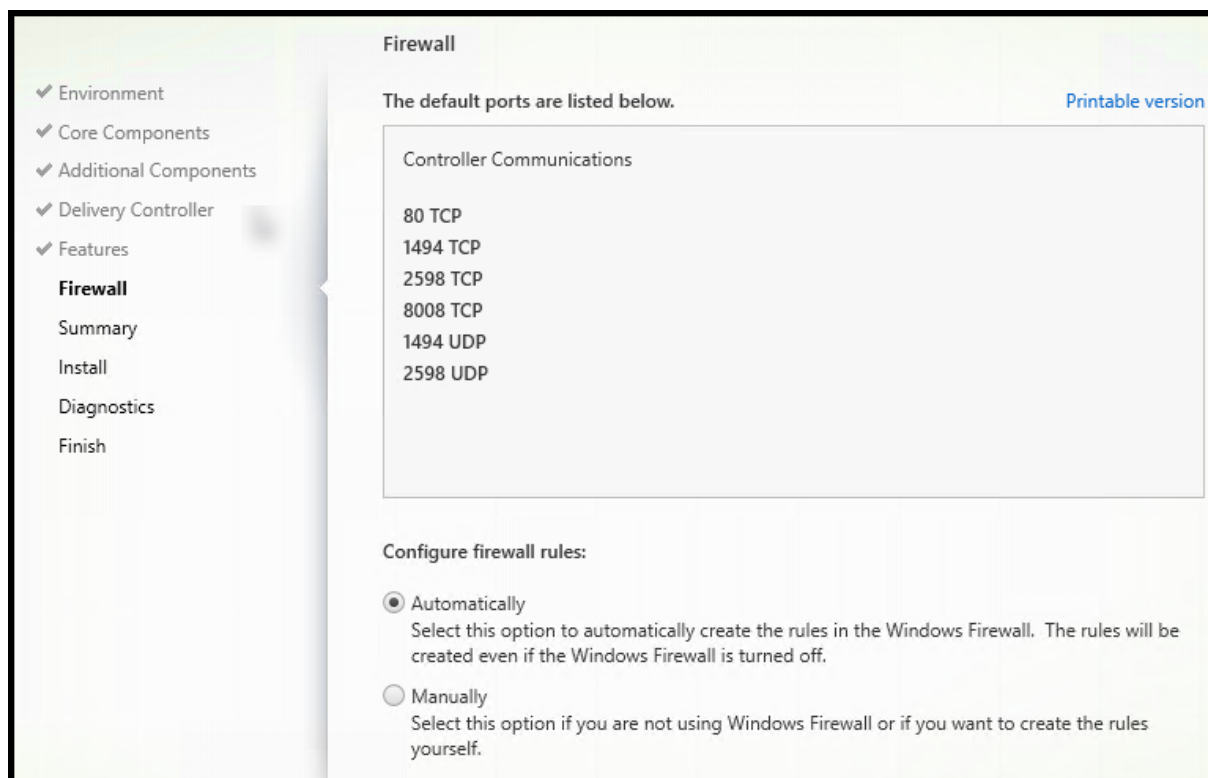 Firewall
Environment
Core Components
Additional Components
Delivery Controller
Features
Firewall
Summary
Install
Diagnostics
Finish
The default ports are listed below.
Printable version
Controller Communications
80 TCP
1494 TCP
2598 TCP
8008 TCP
1494 UDP
2598 UDP
Configure firewall rules:
Automatically
Select this option to automatically create the rules in the Windows Firewall. The rules will be
created even if the Windows Firewall is turned off.
Manually
Select this option if you are not using Windows Firewall or if you want to create the rules
yourself.